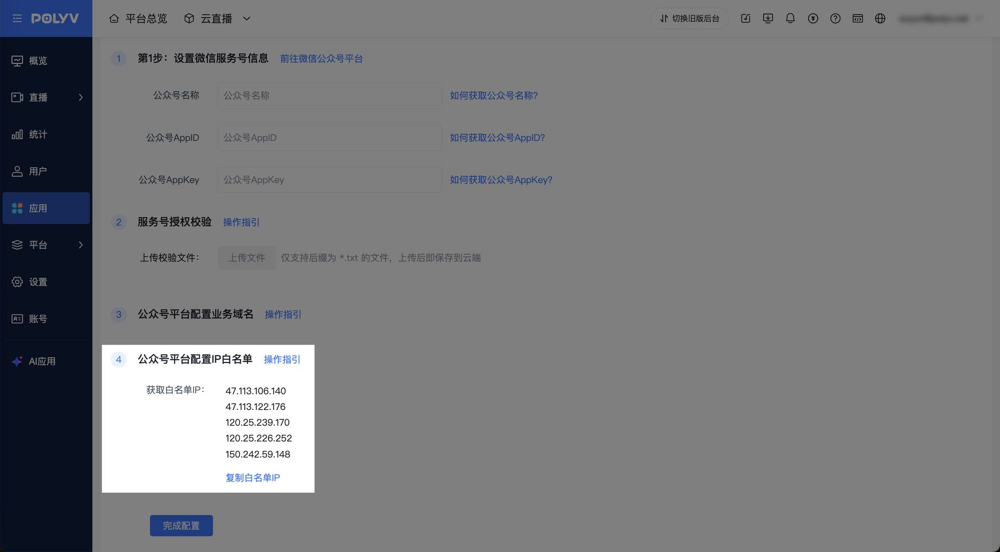 POLYV
平台总览
云直播
切换旧版后台
概览
直播
统计
用户
应用
平台
设置
账号
AI应用
1
第1步：设置微信服务号信息 前往微信公众号平台
公众号名称 公众号名称 如何获取公众号名称?
公众号AppID 公众号AppID 如何获取公众号AppID?
公众号AppKey 公众号AppKey 如何获取公众号AppKey?
2
服务号授权校验 操作指引
上传校验文件： 上传文件 仅支持后缀为 *.txt 的文件，上传后即保存到云端
3
公众号平台配置业务域名 操作指引
4
公众号平台配置IP白名单 操作指引
获取白名单IP： 47.113.106.140
47.113.122.176
120.25.239.170
120.25.226.252
150.242.59.148
复制白名单IP
完成配置